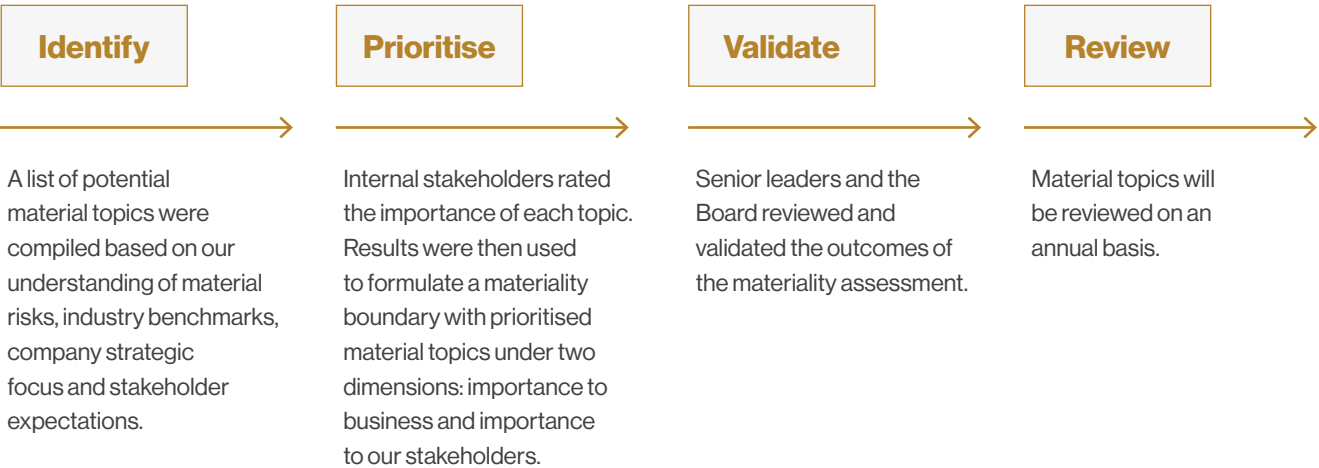 Identify
A list of potential
material topics were
compiled based on our
understanding of material
risks, industry benchmarks,
company strategic
focus and stakeholder
expectations.
Prioritise
Internal stakeholders rated
the importance of each topic.
Results were then used
to formulate a materiality
boundary with prioritised
material topics under two
dimensions: importance to
business and importance
to our stakeholders.
Validate
Senior leaders and the
Board reviewed and
validated the outcomes of
the materiality assessment.
Review
Material topics will
be reviewed on an
annual basis.